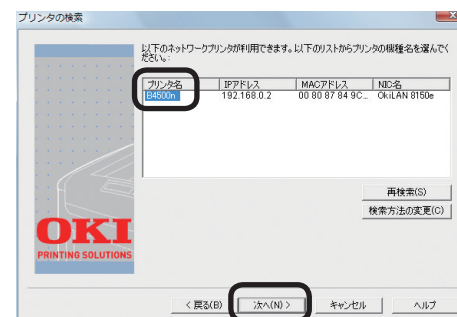 プリンタの検索
以下のネットワークプリンタが利用できます。以下のリストからプリンタの機種名を選んでく
ださい。:
プリンタ名 IPアドレス MACアドレス NIC名
B4500n 192.168.0.2 00 80 87 84 9C... OkiLAN 8150e
再検索(S)
検索方法の変更(C)
OKI
PRINTING SOLUTIONS
< 戻る(B) 次へ(N) > キャンセル ヘルプ